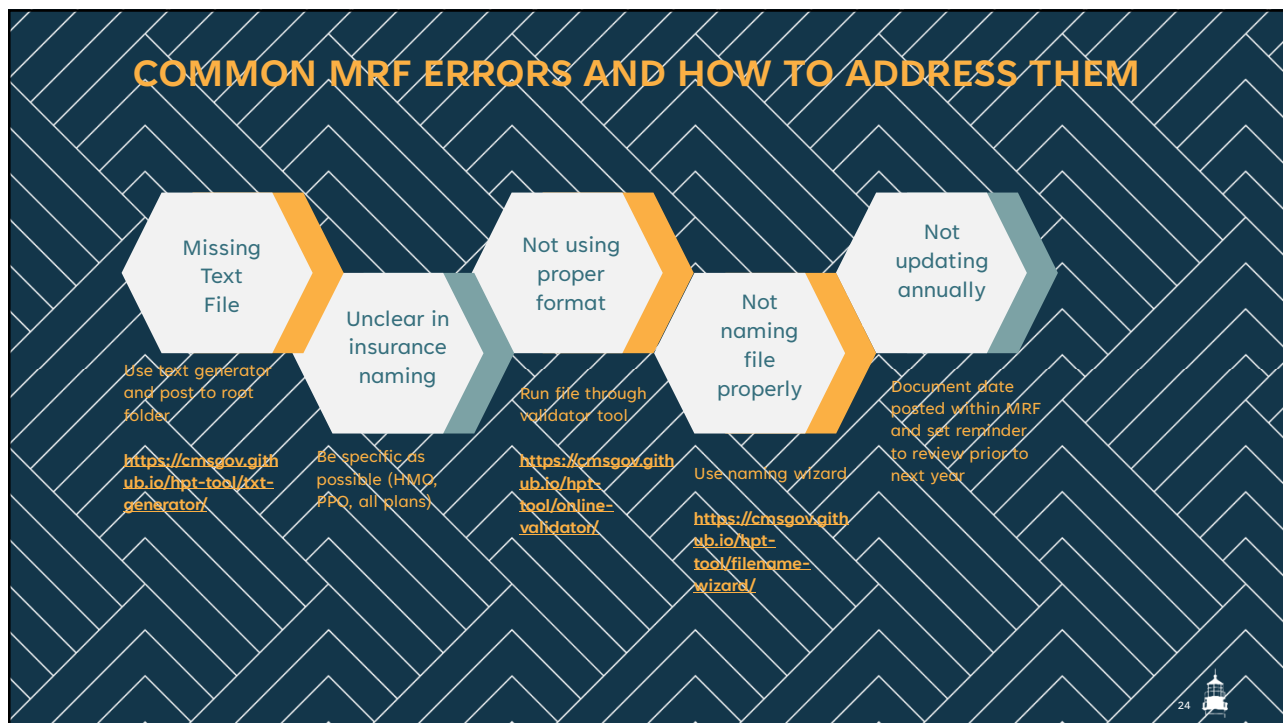 COMMON MRF ERRORS AND HOW TO ADDRESS THEM
Missing
Text
File
Use text generator
and post to root
folder
https://cmsgov.gith
ub.io/hpt-tool/txt-
generator/
Unclear in
insurance
naming
Be specific as
possible (HMO,
PPO, all plans)
Not using
proper
format
Run file through
validator tool
https://cmsgov.gith
ub.io/hpt-
tool/online-
validator/
Not
naming
file
properly
Use naming wizard
https://cmsgov.gith
ub.io/hpt-
tool/filename-
wizard/
Not
updating
annually
Document date
posted within MRF
and set reminder
to review prior to
next year
24